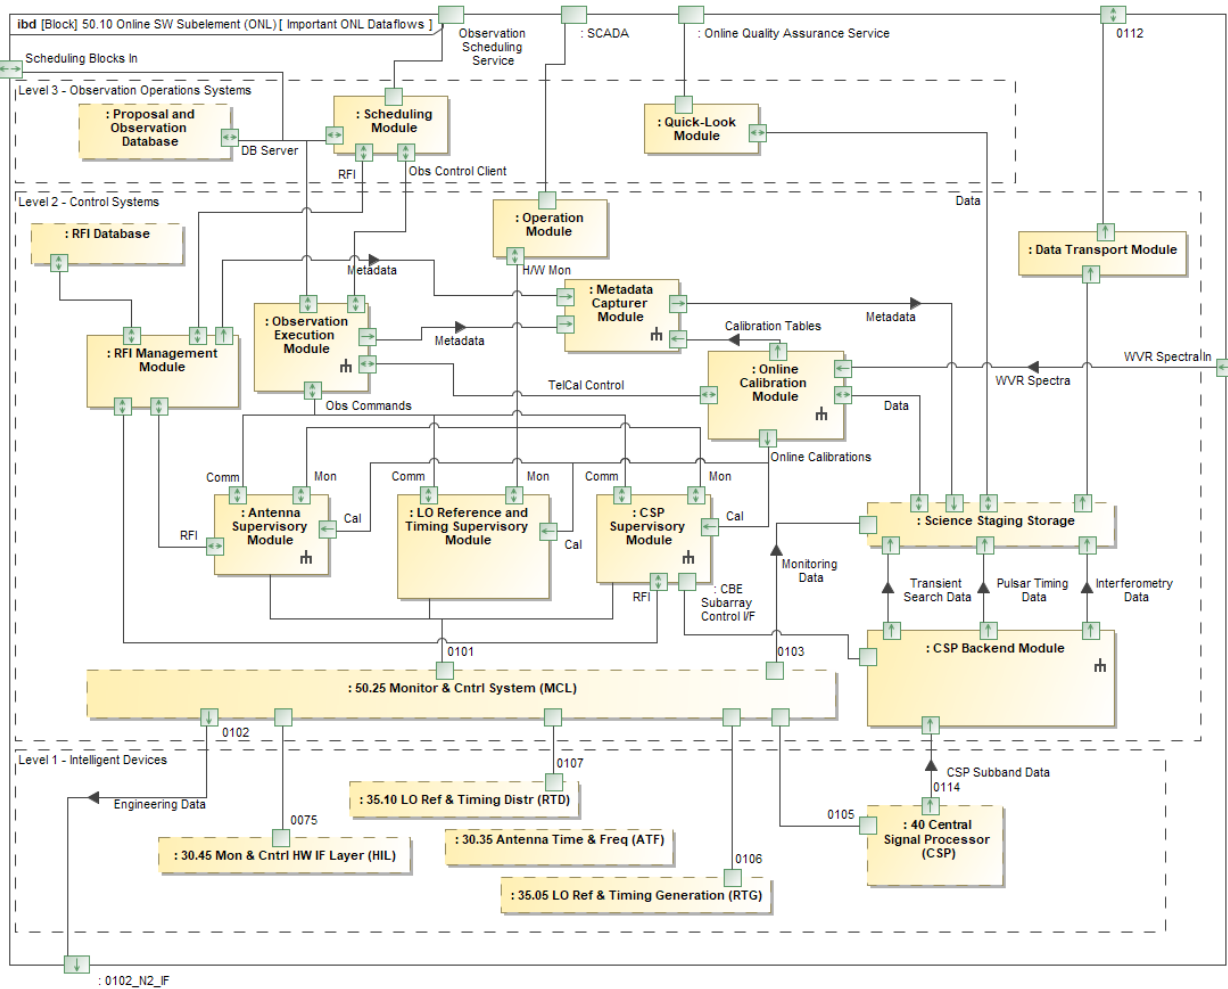 ibd [Block] 50.10 Online SW Subelement (ONL) [ Important ONL Dataflows ]
Observation
Scheduling
Service
: SCADA
: Online Quality Assurance Service
0112
Scheduling Blocks In
Level 3 - Observation Operations Systems
: Proposal and
Observation
Database
DB Server
: Scheduling
Module
RFI
Obs Control Client
: Quick-Look
Module
Data
Level 2 - Control Systems
: RFI Database
: Operation
Module
H/W Mon
: Data Transport Module
Metadata
: Metadata
Capturer
Module
Metadata
: Observation
Execution
Module
Metadata
Calibration Tables
: RFI Management
Module
: Online
Calibration
Module
WVR Spectra In
WVR Spectra
TelCal Control
Data
Obs Commands
Online Calibrations
Comm
Mon
Comm
Mon
Comm
Mon
: Antenna
Supervisory
Module
Cal
: LO Reference and
Timing Supervisory
Module
Cal
: CSP
Supervisory
Module
Cal
: Science Staging Storage
RFI
RFI
: CBE
Subarray
Control I/F
Monitoring
Data
Transient
Search Data
Pulsar Timing
Data
Interferometry
Data
0101
0103
: CSP Backend Module
: 50.25 Monitor & Cntrl System (MCL)
0102
Level 1 - Intelligent Devices
0107
CSP Subband Data
0114
Engineering Data
: 35.10 LO Ref & Timing Distr (RTD)
0075
0105
: 40 Central
Signal Processor
(CSP)
: 30.45 Mon & Cntrl HW IF Layer (HIL)
: 30.35 Antenna Time & Freq (ATF)
0106
: 35.05 LO Ref & Timing Generation (RTG)
: 0102_N2_IF